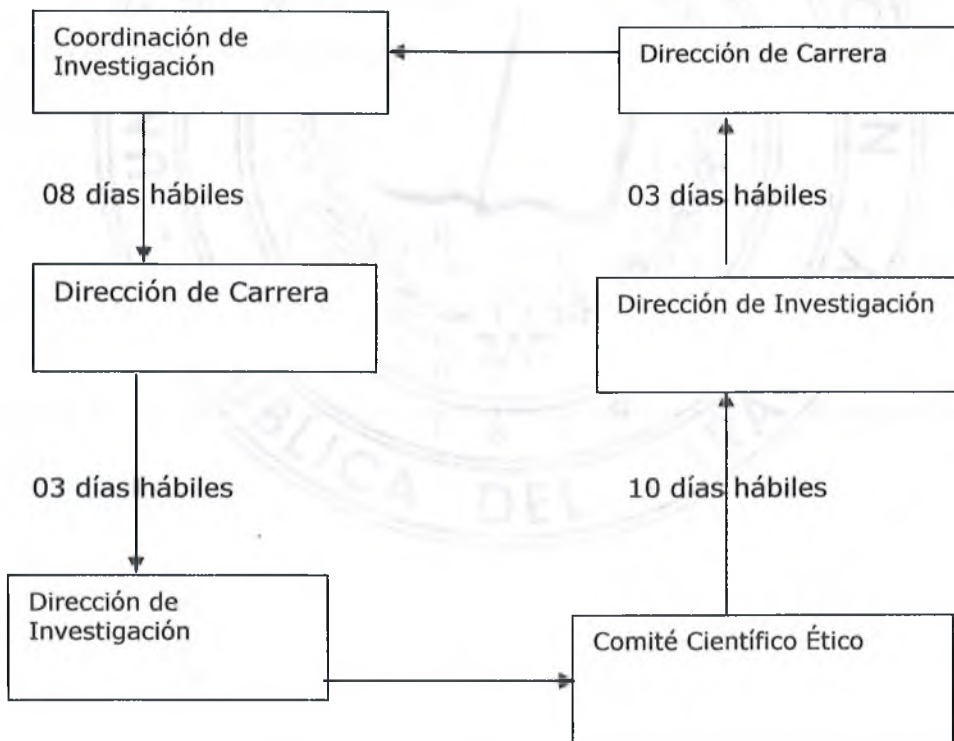 Coordinación de
Investigación
Dirección de Carrera
08 días hábiles
03 días hábiles
Dirección de Carrera
Dirección de Investigación
03 días hábiles
10 días hábiles
Dirección de
Investigación
Comité Científico Ético
DEL